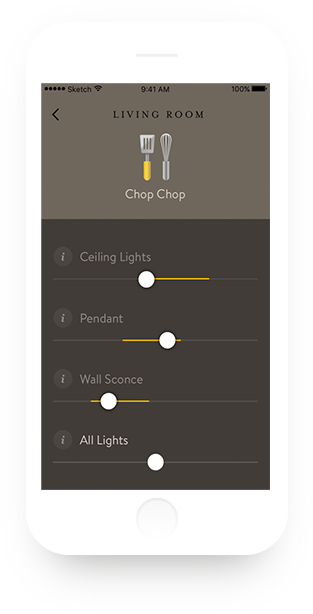 Sketch 9:41 AM 100%
LIVING ROOM
Chop Chop
i Ceiling Lights
i Pendant
i Wall Sconce
i All Lights